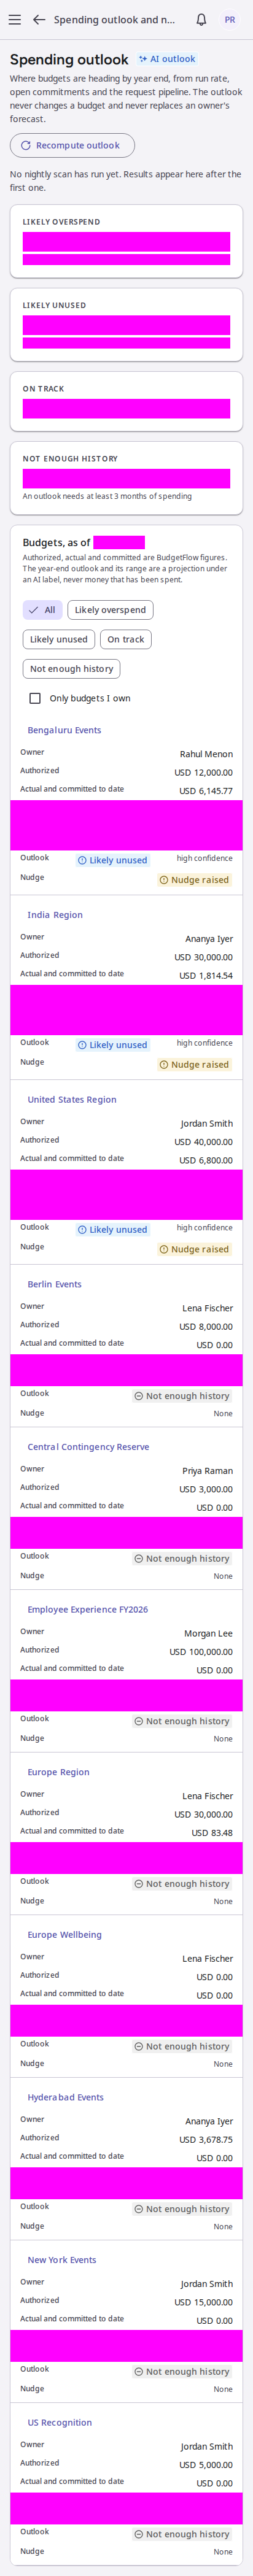 Spending outlook and n...
PR
Spending outlook
AI outlook
Where budgets are heading by year end, from run rate,
open commitments and the request pipeline. The outlook
never changes a budget and never replaces an owner's
forecast.
Recompute outlook
No nightly scan has run yet. Results appear here after the
first one.
LIKELY OVERSPEND
LIKELY UNUSED
ON TRACK
NOT ENOUGH HISTORY
An outlook needs at least 3 months of spending
Budgets, as of
Authorized, actual and committed are BudgetFlow figures.
The year-end outlook and its range are a projection under
an AI label, never money that has been spent.
All
Likely overspend
Likely unused
On track
Not enough history
Only budgets I own
Bengaluru Events
Owner
Rahul Menon
Authorized
USD 12,000.00
Actual and committed to date
USD 6,145.77
Outlook
Likely unused
high confidence
Nudge
Nudge raised
India Region
Owner
Ananya Iyer
Authorized
USD 30,000.00
Actual and committed to date
USD 1,814.54
Outlook
Likely unused
high confidence
Nudge
Nudge raised
United States Region
Owner
Jordan Smith
Authorized
USD 40,000.00
Actual and committed to date
USD 6,800.00
Outlook
Likely unused
high confidence
Nudge
Nudge raised
Berlin Events
Owner
Lena Fischer
Authorized
USD 8,000.00
Actual and committed to date
USD 0.00
Outlook
Not enough history
Nudge
None
Central Contingency Reserve
Owner
Priya Raman
Authorized
USD 3,000.00
Actual and committed to date
USD 0.00
Outlook
Not enough history
Nudge
None
Employee Experience FY2026
Owner
Morgan Lee
Authorized
USD 100,000.00
Actual and committed to date
USD 0.00
Outlook
Not enough history
Nudge
None
Europe Region
Owner
Lena Fischer
Authorized
USD 30,000.00
Actual and committed to date
USD 83.48
Outlook
Not enough history
Nudge
None
Europe Wellbeing
Owner
Lena Fischer
Authorized
USD 0.00
Actual and committed to date
USD 0.00
Outlook
Not enough history
Nudge
None
Hyderabad Events
Owner
Ananya Iyer
Authorized
USD 3,678.75
Actual and committed to date
USD 0.00
Outlook
Not enough history
Nudge
None
New York Events
Owner
Jordan Smith
Authorized
USD 15,000.00
Actual and committed to date
USD 0.00
Outlook
Not enough history
Nudge
None
US Recognition
Owner
Jordan Smith
Authorized
USD 5,000.00
Actual and committed to date
USD 0.00
Outlook
Not enough history
Nudge
None